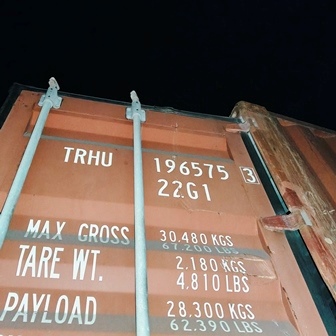 TRHU 196575 3
22G1
MAX GROSS 30.480 KGS
67.200 LBS
TARE WT. 2.180 KGS
4.810 LBS
PAYLOAD 28.300 KGS
62.390 LBS